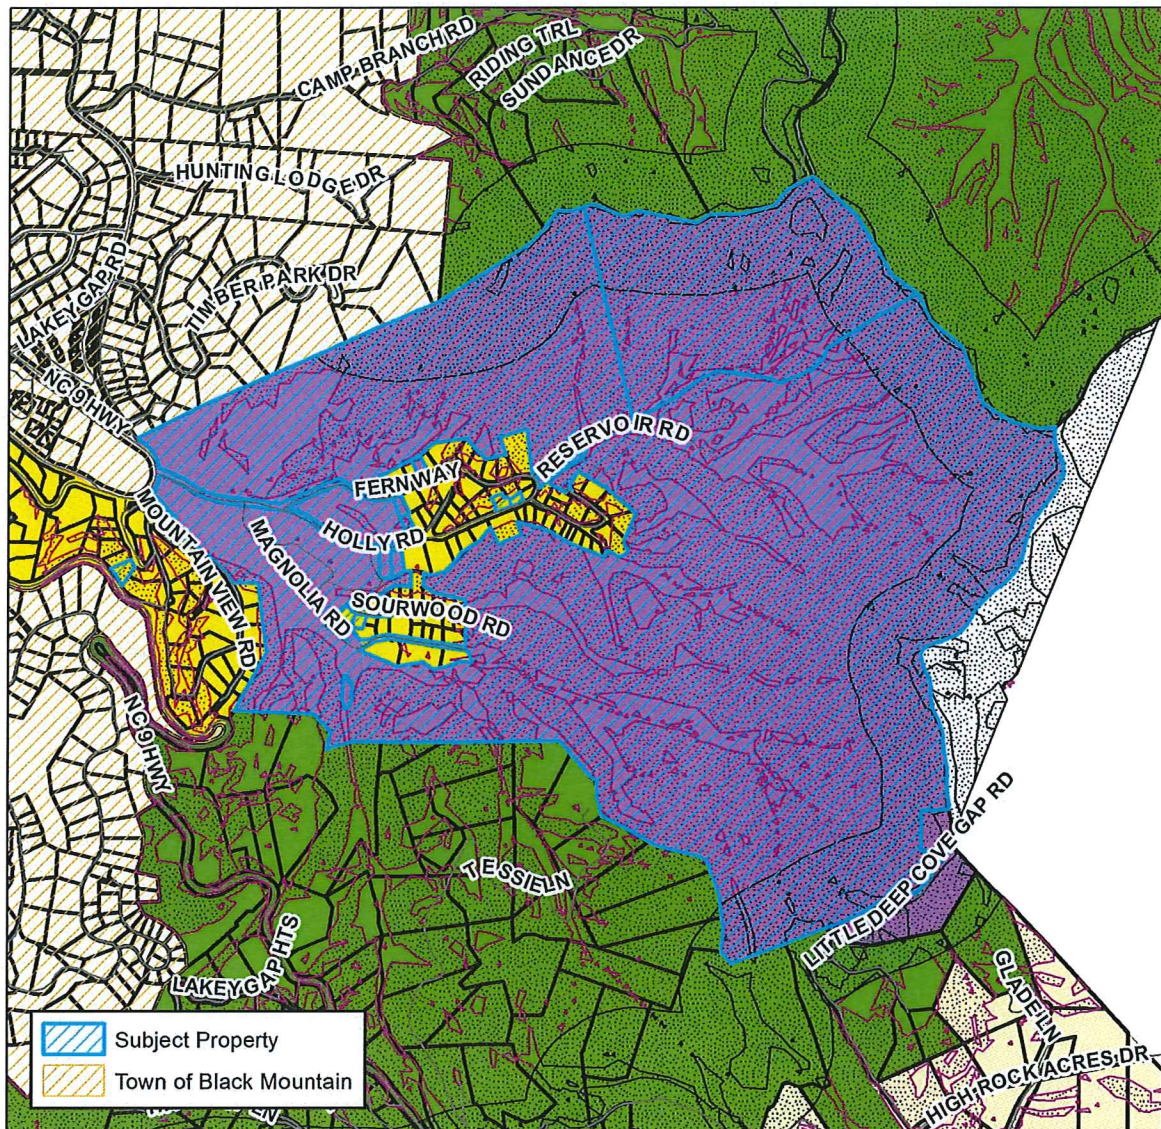 CAMP BRANCH RD
RIDING TRL
SUNDANCE DR
HUNTING LODGE DR
LAKEY GAP RD
TIMBER PARK DR
NC 9 HWY
RESERVOIR RD
FERN WAY
HOLLY RD
MOUNTAIN VIEW RD
MAGNOLIA RD
SOURWOOD RD
NC 9 HWY
LITTLE DEEP COVE GAP RD
TESSIE LN
LAKEY GAP HTS
GLADE LN
HIGH ROCK ACRES DR
Subject Property
Town of Black Mountain